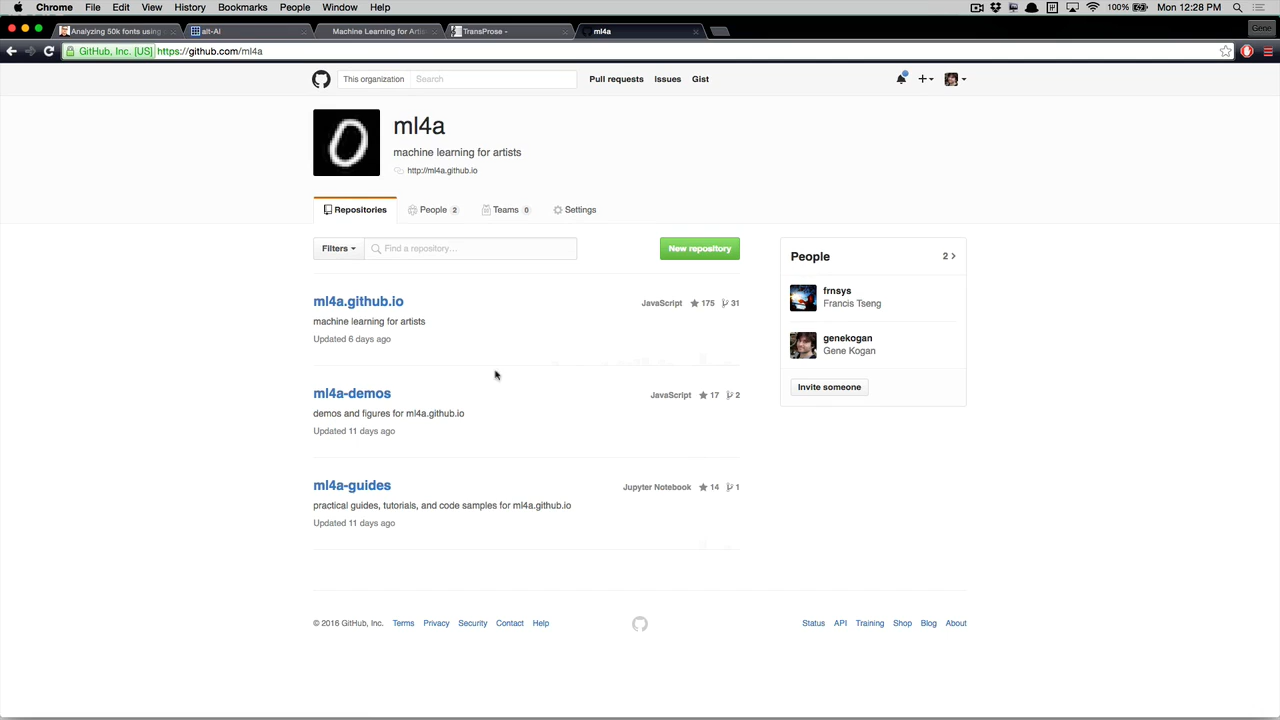 Chrome File Edit View History Bookmarks People Window Help 100% Mon 12:28 PM
Analyzing 50k fonts using alt-AI Machine Learning for Artis TransProse - ml4a Gene
GitHub, Inc. [US] https://github.com/ml4a
This organization Search Pull requests Issues Gist
ml4a
machine learning for artists
http://ml4a.github.io
Repositories People 2 Teams 0 Settings
Filters Find a repository... New repository
People 2
ml4a.github.io JavaScript 175 31
machine learning for artists
Updated 6 days ago
frnsys
Francis Tseng
genekogan
Gene Kogan
Invite someone
ml4a-demos JavaScript 17 2
demos and figures for ml4a.github.io
Updated 11 days ago
ml4a-guides Jupyter Notebook 14 1
practical guides, tutorials, and code samples for ml4a.github.io
Updated 11 days ago
© 2016 GitHub, Inc. Terms Privacy Security Contact Help Status API Training Shop Blog About